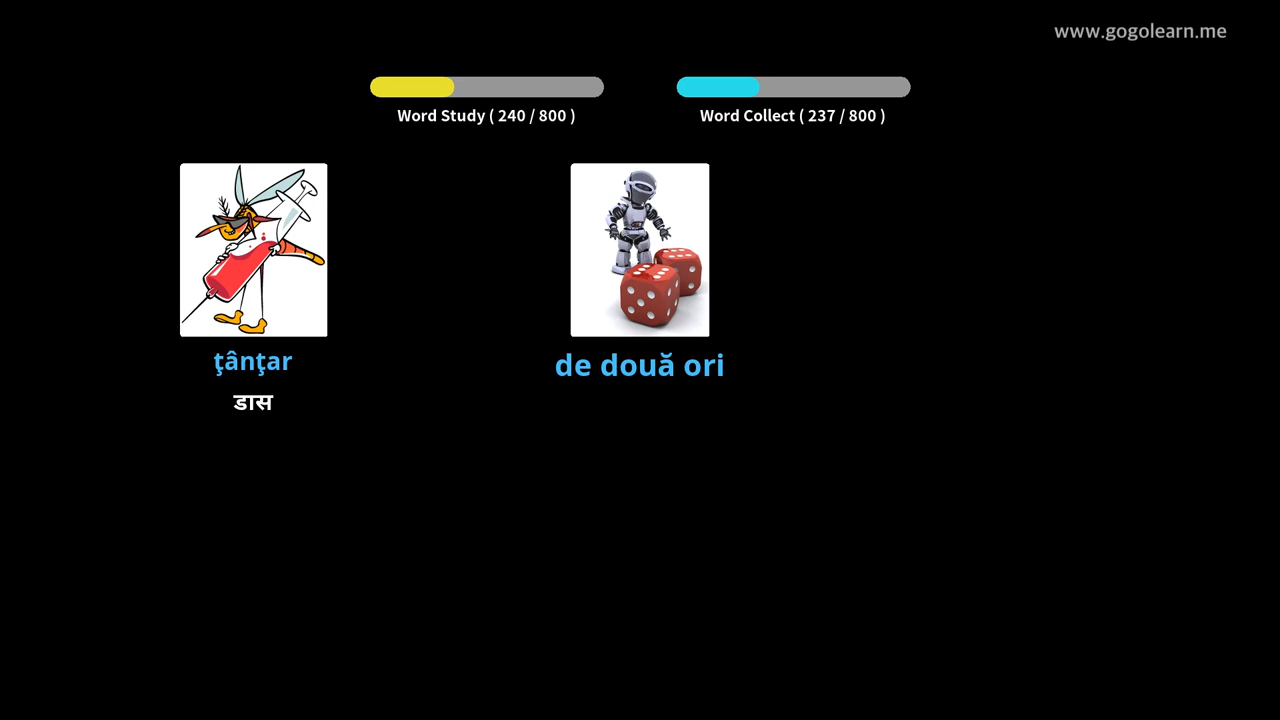 www.gogolearn.me
Word Study ( 240 / 800 )
Word Collect ( 237 / 800 )
ţânţar
डास
de două ori